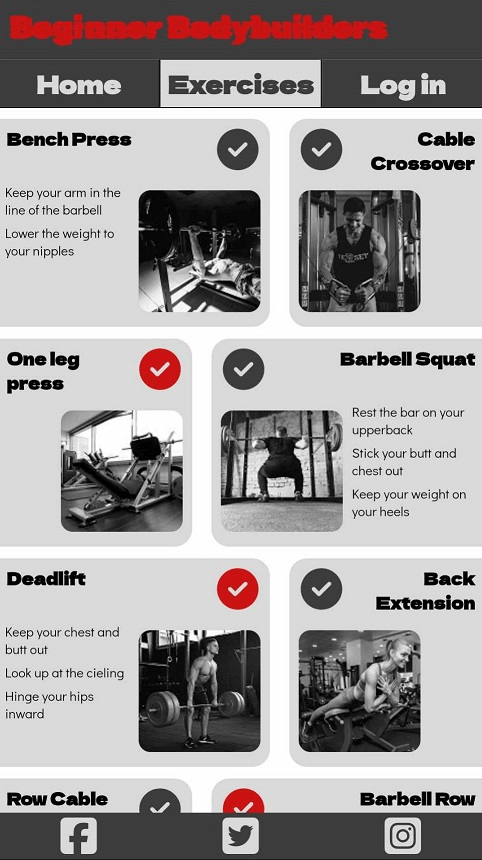 Beginner Bodybuilders
Home
Exercises
Log in
Bench Press
Keep your arm in the
line of the barbell
Lower the weight to
your nipples
Cable
Crossover
One leg
press
Barbell Squat
Rest the bar on your
upperback
Stick your butt and
chest out
Keep your weight on
your heels
Deadlift
Keep your chest and
butt out
Look up at the cieling
Hinge your hips
inward
Back
Extension
Row Cable
Barbell Row